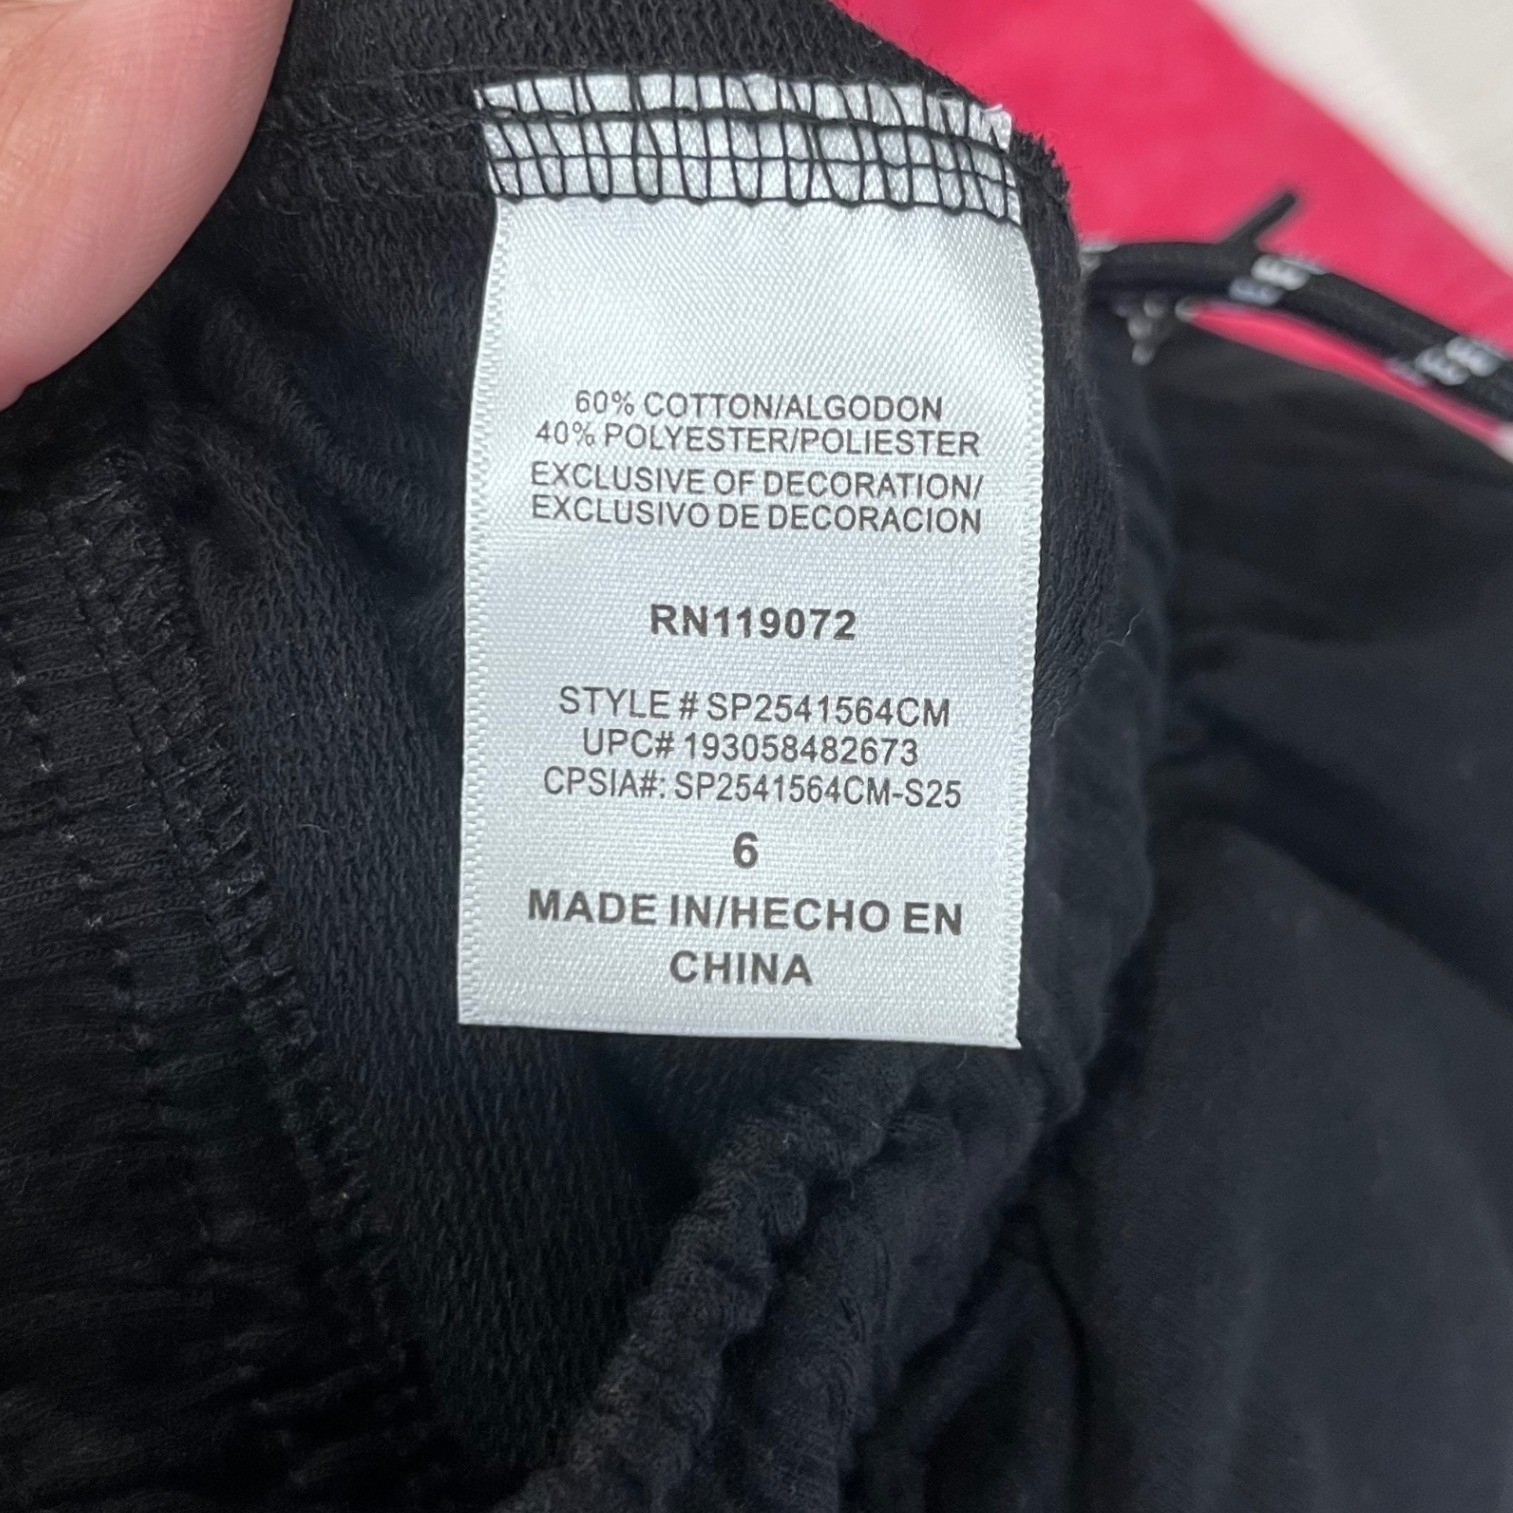 60% COTTON/ALGODON
40% POLYESTER/POLIESTER
EXCLUSIVE OF DECORATION/
EXCLUSIVO DE DECORACION
RN119072
STYLE # SP2541564CM
UPC# 193058482673
CPSIA#: SP2541564CM-S25
6
MADE IN/HECHO EN
CHINA